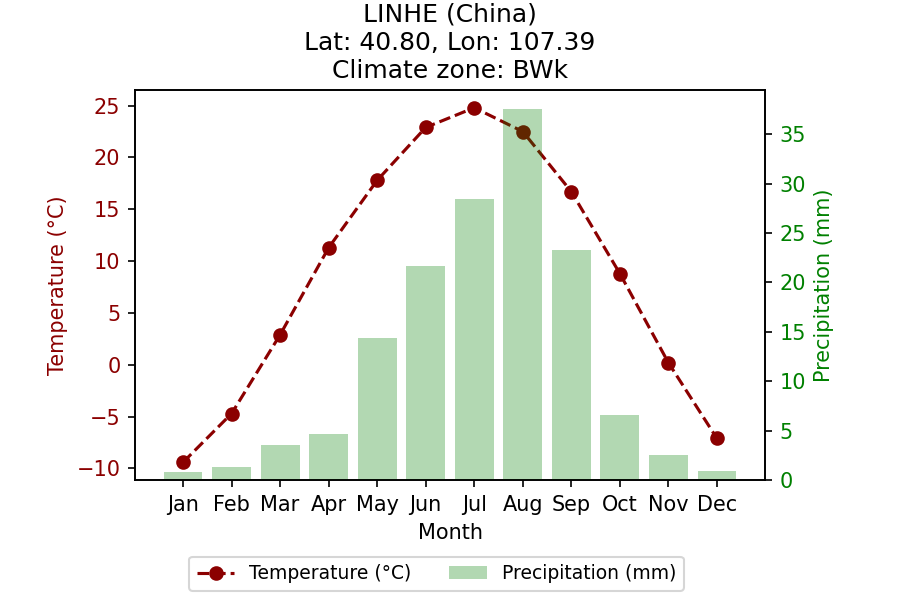 LINHE (China)
Lat: 40.80, Lon: 107.39
Climate zone: BWk
25
20
15
10
5
0
−5
−10
Temperature (°C)
35
30
25
20
15
10
5
0
Precipitation (mm)
Jan Feb Mar Apr May Jun Jul Aug Sep Oct Nov Dec
Month
Temperature (°C) Precipitation (mm)